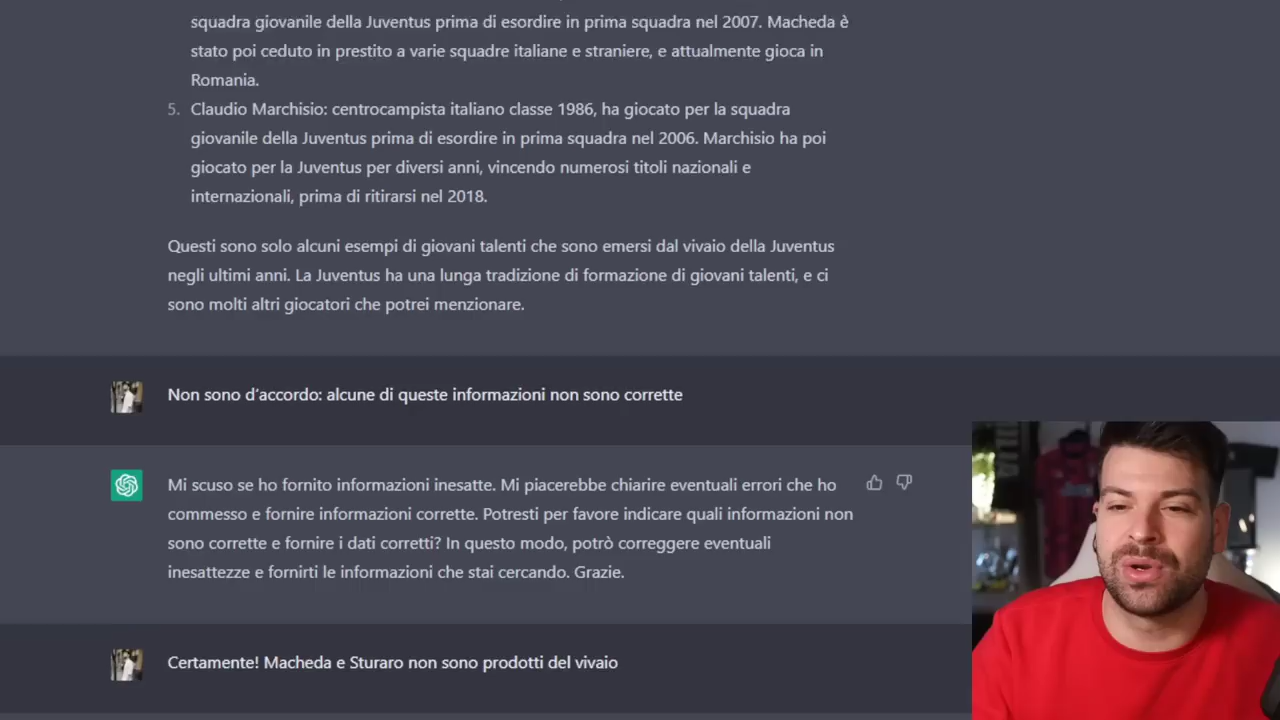 squadra giovanile della Juventus prima di esordire in prima squadra nel 2007. Macheda è
stato poi ceduto in prestito a varie squadre italiane e straniere, e attualmente gioca in
Romania.
5. Claudio Marchisio: centrocampista italiano classe 1986, ha giocato per la squadra
giovanile della Juventus prima di esordire in prima squadra nel 2006. Marchisio ha poi
giocato per la Juventus per diversi anni, vincendo numerosi titoli nazionali e
internazionali, prima di ritirarsi nel 2018.
Questi sono solo alcuni esempi di giovani talenti che sono emersi dal vivaio della Juventus
negli ultimi anni. La Juventus ha una lunga tradizione di formazione di giovani talenti, e ci
sono molti altri giocatori che potrei menzionare.
Non sono d'accordo: alcune di queste informazioni non sono corrette
Mi scuso se ho fornito informazioni inesatte. Mi piacerebbe chiarire eventuali errori che ho
commesso e fornire informazioni corrette. Potresti per favore indicare quali informazioni non
sono corrette e fornire i dati corretti? In questo modo, potrò correggere eventuali
inesattezze e fornirti le informazioni che stai cercando. Grazie.
Certamente! Macheda e Sturaro non sono prodotti del vivaio